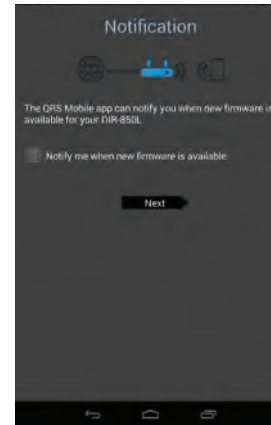 Notification
The QRS Mobile app can notify you when new firmware is
available for your DIR-850L.
Notify me when new firmware is available.
Next